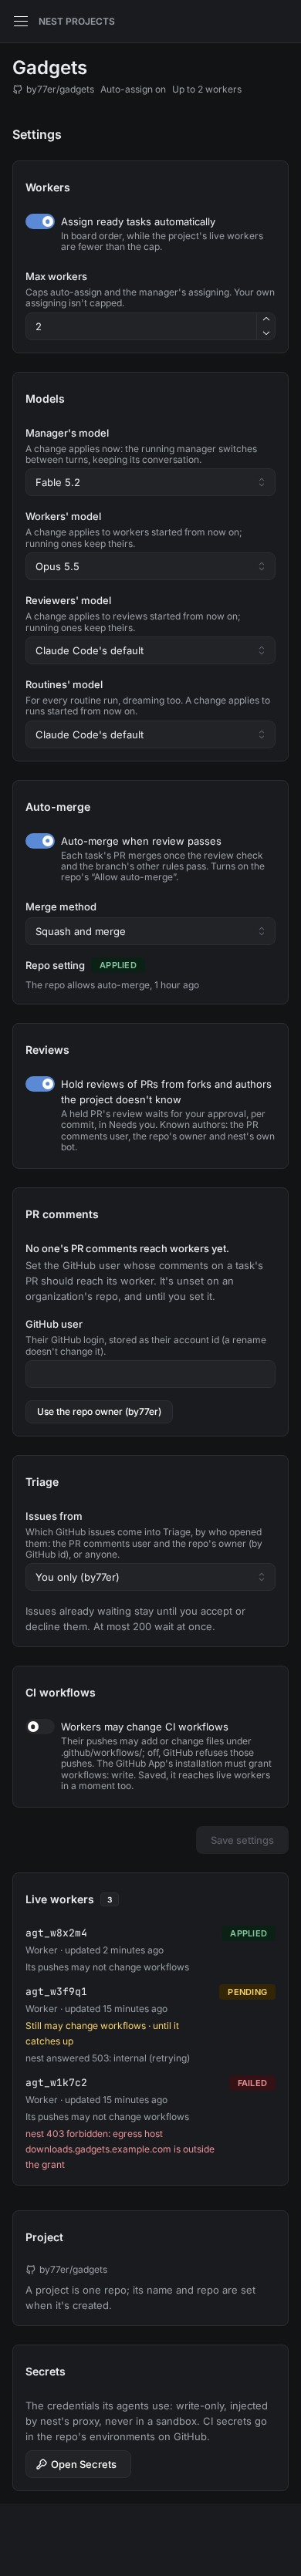 NEST PROJECTS
Gadgets
by77er/gadgets Auto-assign on Up to 2 workers
Settings
Workers
Assign ready tasks automatically
In board order, while the project's live workers
are fewer than the cap.
Max workers
Caps auto-assign and the manager's assigning. Your own
assigning isn't capped.
2
Models
Manager's model
A change applies now: the running manager switches
between turns, keeping its conversation.
Fable 5.2
Workers' model
A change applies to workers started from now on;
running ones keep theirs.
Opus 5.5
Reviewers' model
A change applies to reviews started from now on;
running ones keep theirs.
Claude Code's default
Routines' model
For every routine run, dreaming too. A change applies to
runs started from now on.
Claude Code's default
Auto-merge
Auto-merge when review passes
Each task's PR merges once the review check
and the branch's other rules pass. Turns on the
repo's “Allow auto-merge”.
Merge method
Squash and merge
Repo setting APPLIED
The repo allows auto-merge, 1 hour ago
Reviews
Hold reviews of PRs from forks and authors
the project doesn't know
A held PR's review waits for your approval, per
commit, in Needs you. Known authors: the PR
comments user, the repo's owner and nest's own
bot.
PR comments
No one's PR comments reach workers yet.
Set the GitHub user whose comments on a task's
PR should reach its worker. It's unset on an
organization's repo, and until you set it.
GitHub user
Their GitHub login, stored as their account id (a rename
doesn't change it).
Use the repo owner (by77er)
Triage
Issues from
Which GitHub issues come into Triage, by who opened
them: the PR comments user and the repo's owner (by
GitHub id), or anyone.
You only (by77er)
Issues already waiting stay until you accept or
decline them. At most 200 wait at once.
CI workflows
Workers may change CI workflows
Their pushes may add or change files under
.github/workflows/; off, GitHub refuses those
pushes. The GitHub App's installation must grant
workflows: write. Saved, it reaches live workers
in a moment too.
Save settings
Live workers 3
agt_w8x2m4 APPLIED
Worker · updated 2 minutes ago
Its pushes may not change workflows
agt_w3f9q1 PENDING
Worker · updated 15 minutes ago
Still may change workflows · until it
catches up
nest answered 503: internal (retrying)
agt_w1k7c2 FAILED
Worker · updated 15 minutes ago
Its pushes may not change workflows
nest 403 forbidden: egress host
downloads.gadgets.example.com is outside
the grant
Project
by77er/gadgets
A project is one repo; its name and repo are set
when it's created.
Secrets
The credentials its agents use: write-only, injected
by nest's proxy, never in a sandbox. CI secrets go
in the repo's environments on GitHub.
Open Secrets